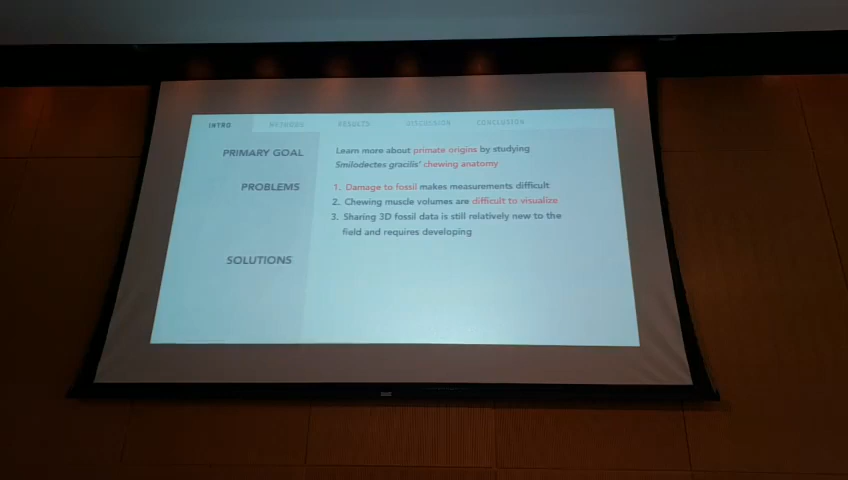 INTRO METHODS RESULTS DISCUSSION CONCLUSION
PRIMARY GOAL
Learn more about primate origins by studying
Smilodectes gracilis' chewing anatomy
PROBLEMS
1. Damage to fossil makes measurements difficult
2. Chewing muscle volumes are difficult to visualize
3. Sharing 3D fossil data is still relatively new to the
field and requires developing
SOLUTIONS